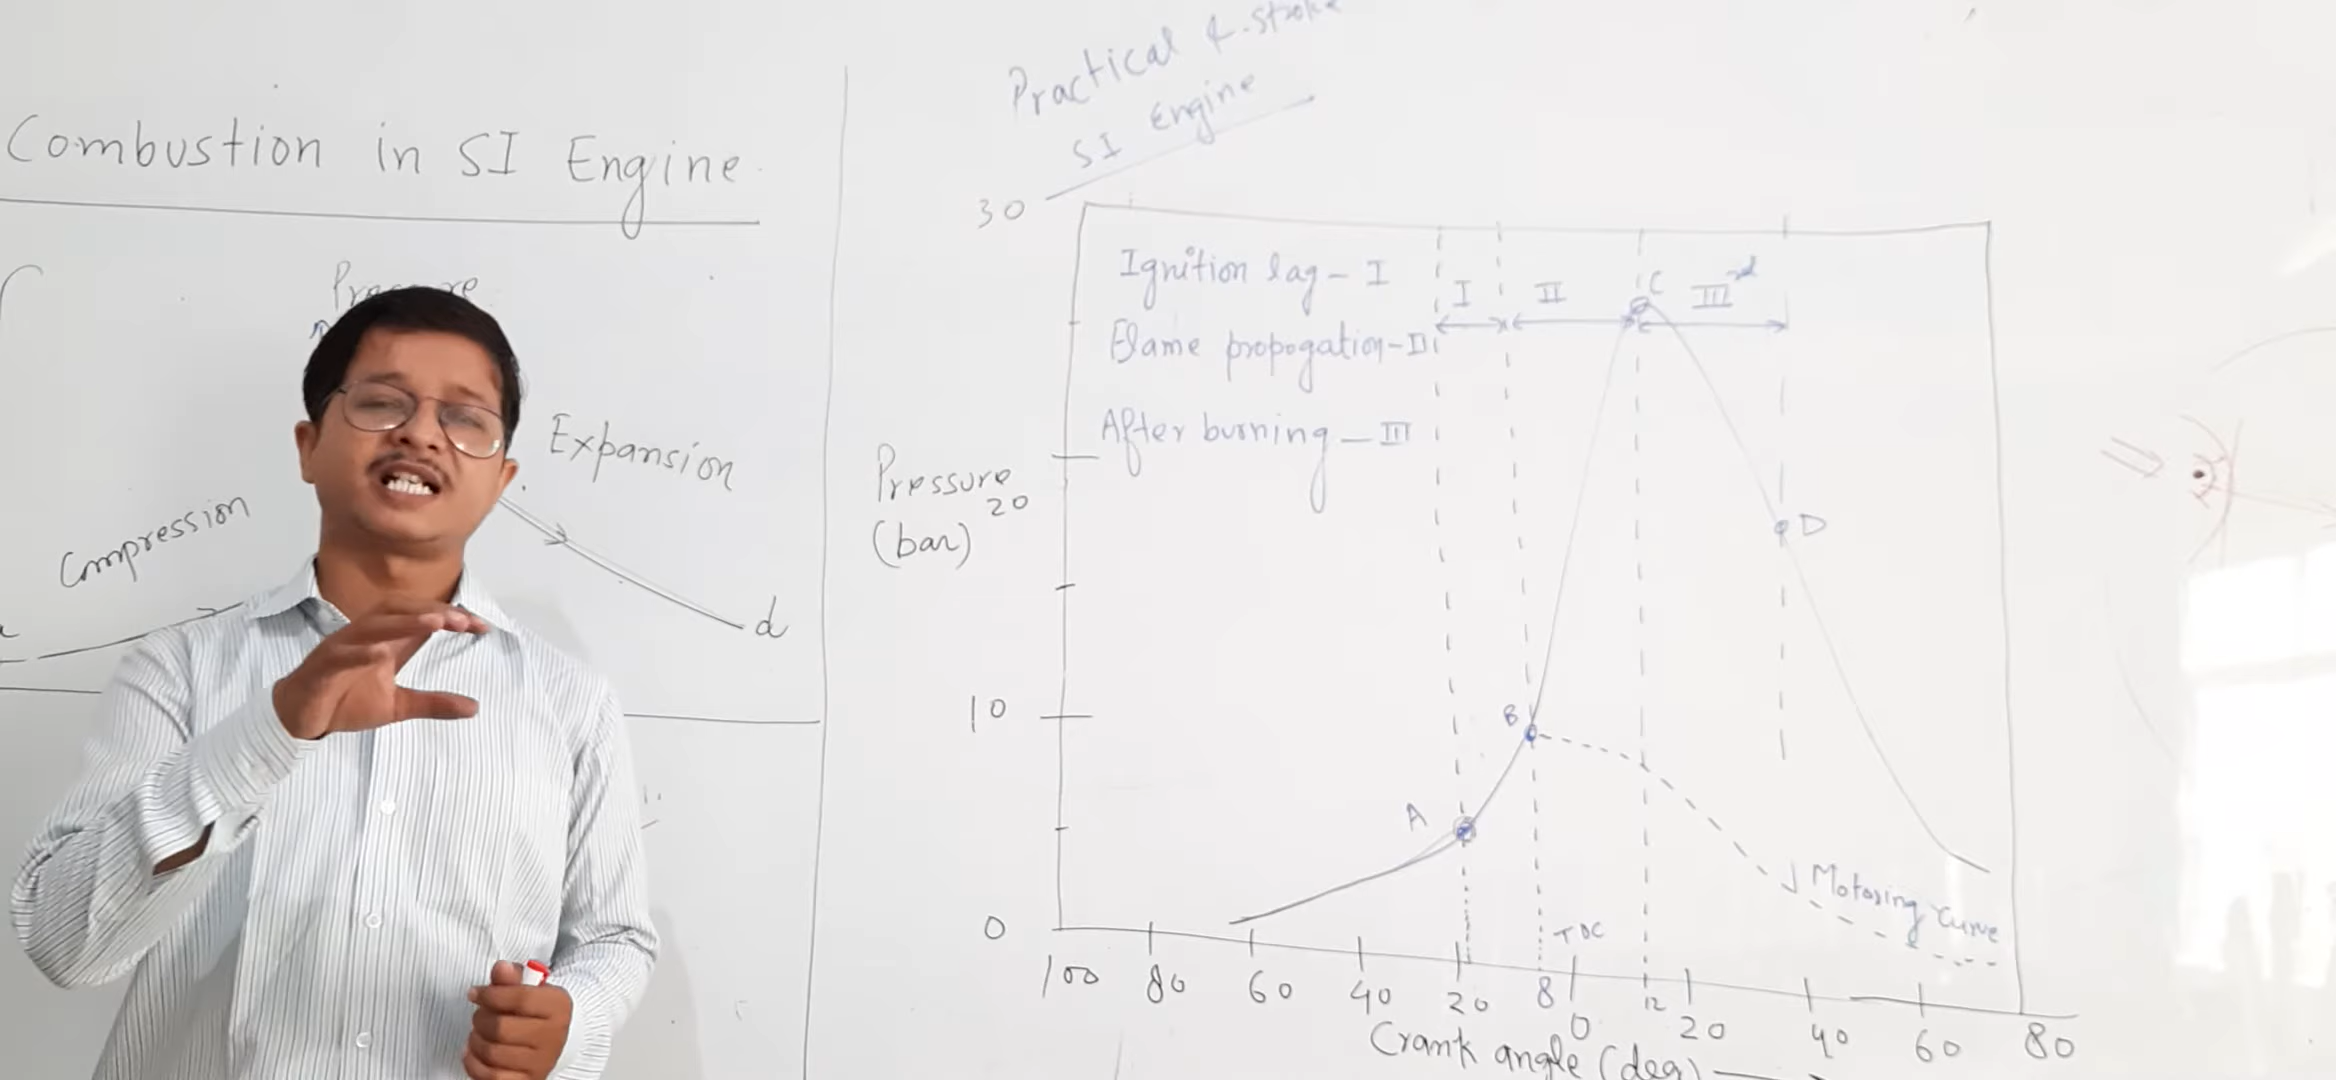 Combustion in SI Engine
Compression
Expansion
d
Practical 4-stroke
SI Engine
30
Ignition lag - I
Flame propogation - II
After burning - III
I
II
C
III
Pressure
(bar)
20
D
10
B
A
Motoring curve
0
TDC
100
80
60
40
20
8
0
12
20
40
60
80
Crank angle (deg)